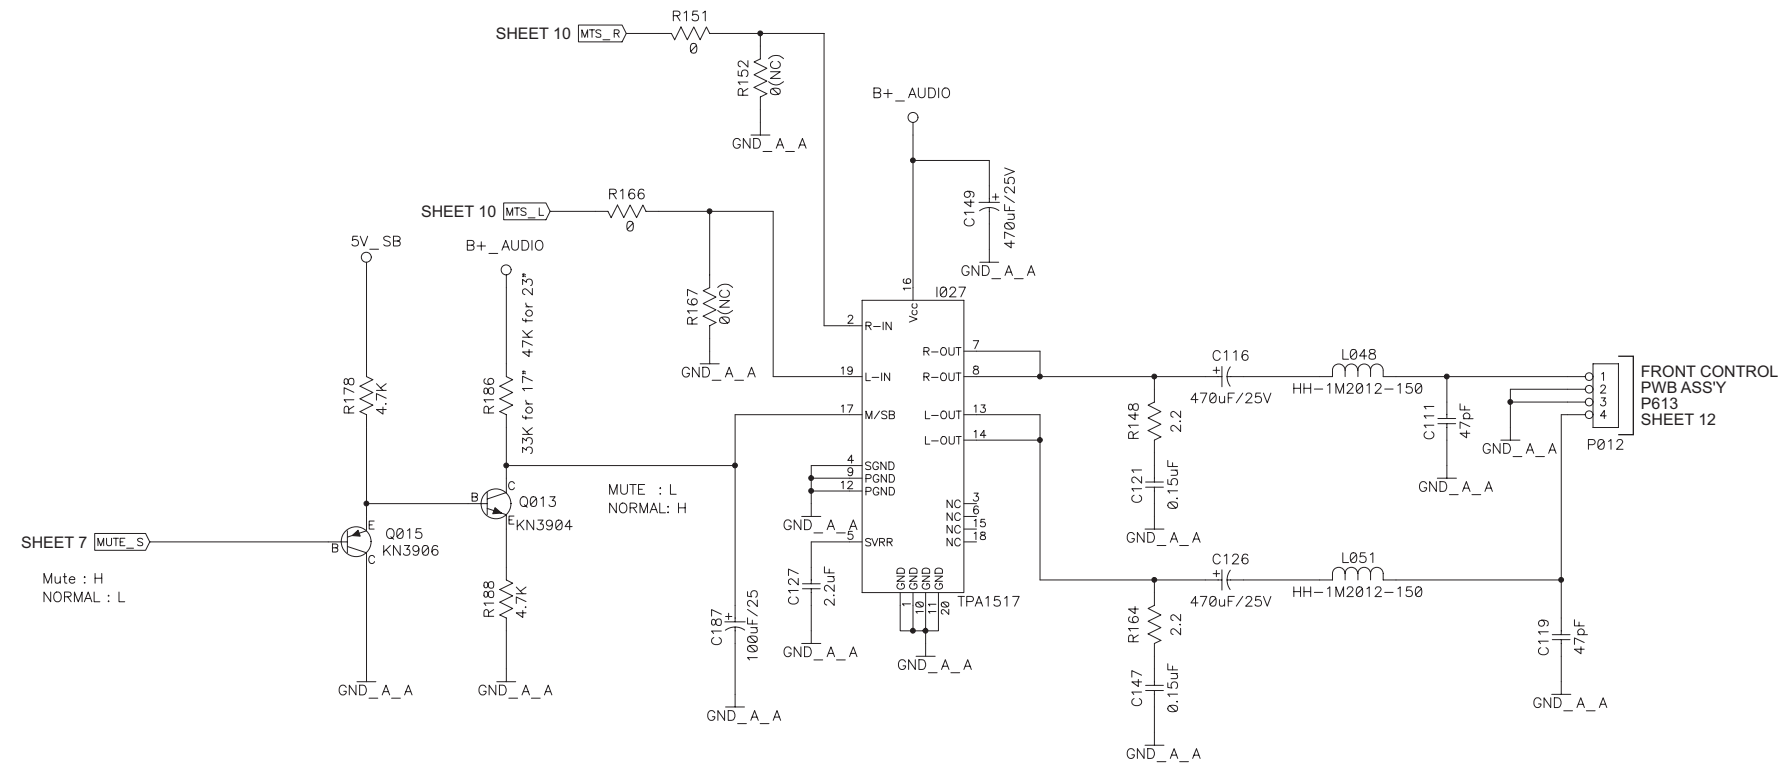 R151
SHEET 10 MTS_R
0
R152
0(NC)
GND_A_A
B+_AUDIO
C149
+
470uF/25V
GND_A_A
R166
SHEET 10 MTS_L
0
R167
0(NC)
GND_A_A
5V_SB
B+_AUDIO
R178
4.7K
R186
33K for 17" 47K for 23"
I027
16
Vcc
2 R-IN
19 L-IN
17 M/SB
4 SGND
9 PGND
12 PGND
GND_A_A
5 SVRR
R-OUT 7
R-OUT 8
L-OUT 13
L-OUT 14
NC 3
NC 6
NC 15
NC 18
GND GND GND GND
1 10 11 20
TPA1517
GND_A_A
C127
2.2uF
GND_A_A
MUTE : L
NORMAL: H
B C E
Q013
KN3904
SHEET 7 MUTE_S
B E C
Q015
KN3906
Mute : H
NORMAL : L
R188
4.7K
GND_A_A
GND_A_A
C187
+
100uF/25
GND_A_A
C116
+
470uF/25V
L048
HH-1M2012-150
R148
2.2
C121
0.15uF
GND_A_A
C111
47pF
GND_A_A
GND_A_A
1
2
3
4
P012
FRONT CONTROL
PWB ASS'Y
P613
SHEET 12
C126
+
470uF/25V
L051
HH-1M2012-150
R164
2.2
C147
0.15uF
GND_A_A
C119
47pF
GND_A_A